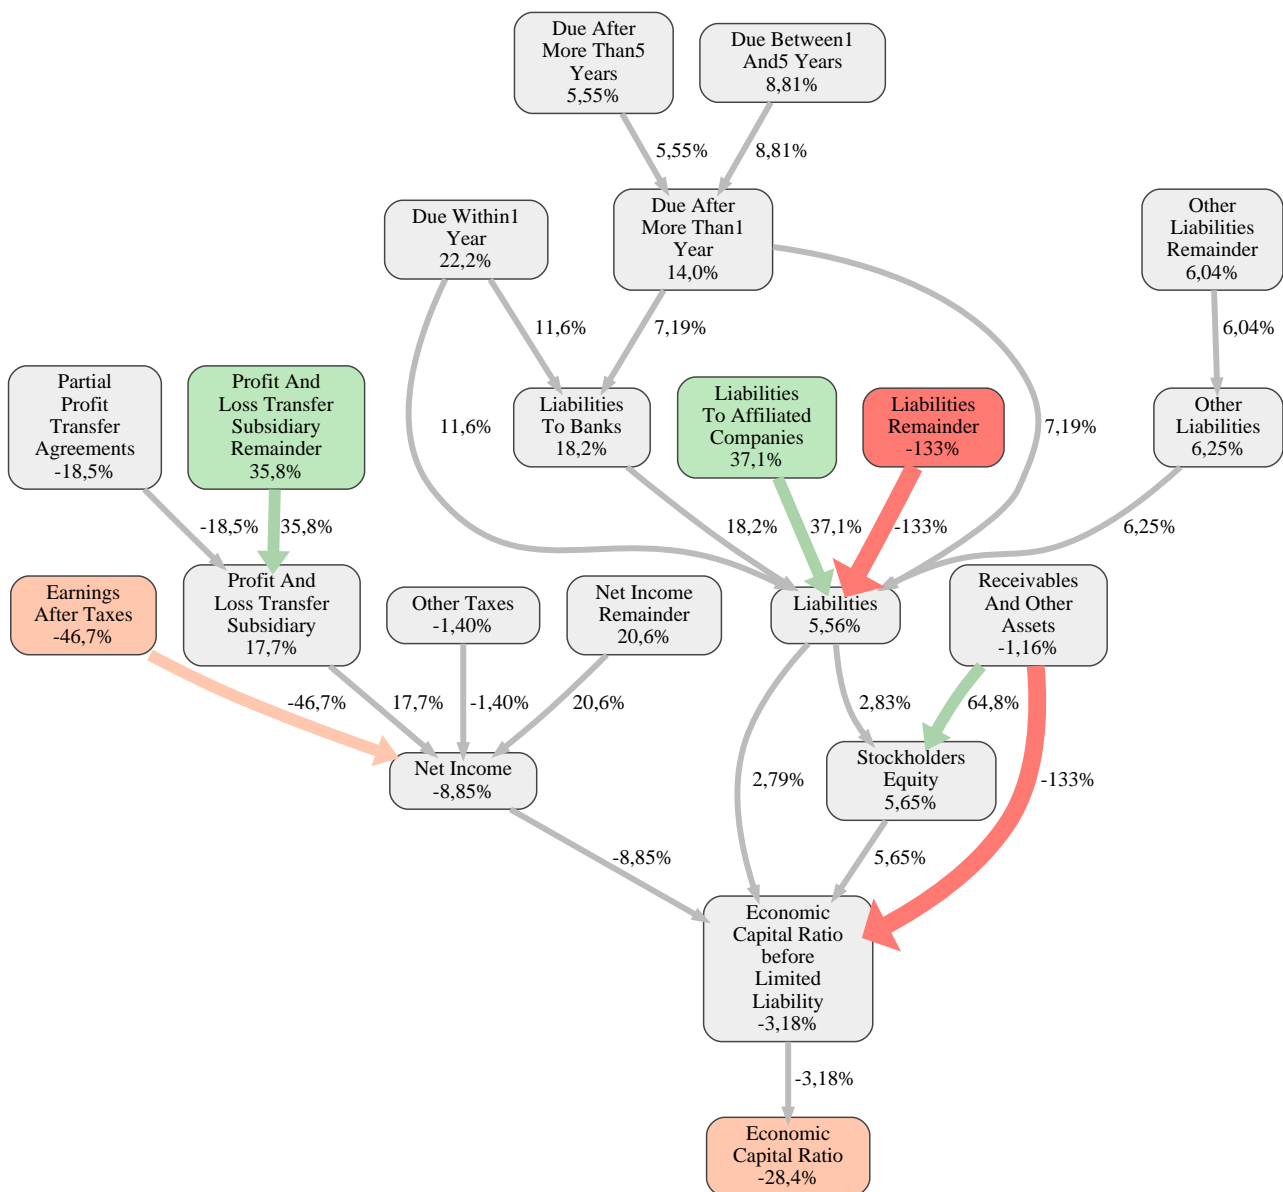 Due After
More Than5
Years
5,55%
Due Between1
And5 Years
8,81%
5,55%
8,81%
Due Within1
Year
22,2%
Due After
More Than1
Year
14,0%
Other
Liabilities
Remainder
6,04%
11,6%
7,19%
6,04%
Partial
Profit
Transfer
Agreements
-18,5%
Profit And
Loss Transfer
Subsidiary
Remainder
35,8%
11,6%
Liabilities
To Banks
18,2%
Liabilities
To Affiliated
Companies
37,1%
Liabilities
Remainder
-133%
7,19%
Other
Liabilities
6,25%
-18,5%
35,8%
18,2%
37,1%
-133%
6,25%
Earnings
After Taxes
-46,7%
Profit And
Loss Transfer
Subsidiary
17,7%
Other Taxes
-1,40%
Net Income
Remainder
20,6%
Liabilities
5,56%
Receivables
And Other
Assets
-1,16%
-46,7%
17,7%
-1,40%
20,6%
2,83%
64,8%
Net Income
-8,85%
2,79%
Stockholders
Equity
5,65%
-133%
-8,85%
5,65%
Economic
Capital Ratio
before
Limited
Liability
-3,18%
-3,18%
Economic
Capital Ratio
-28,4%